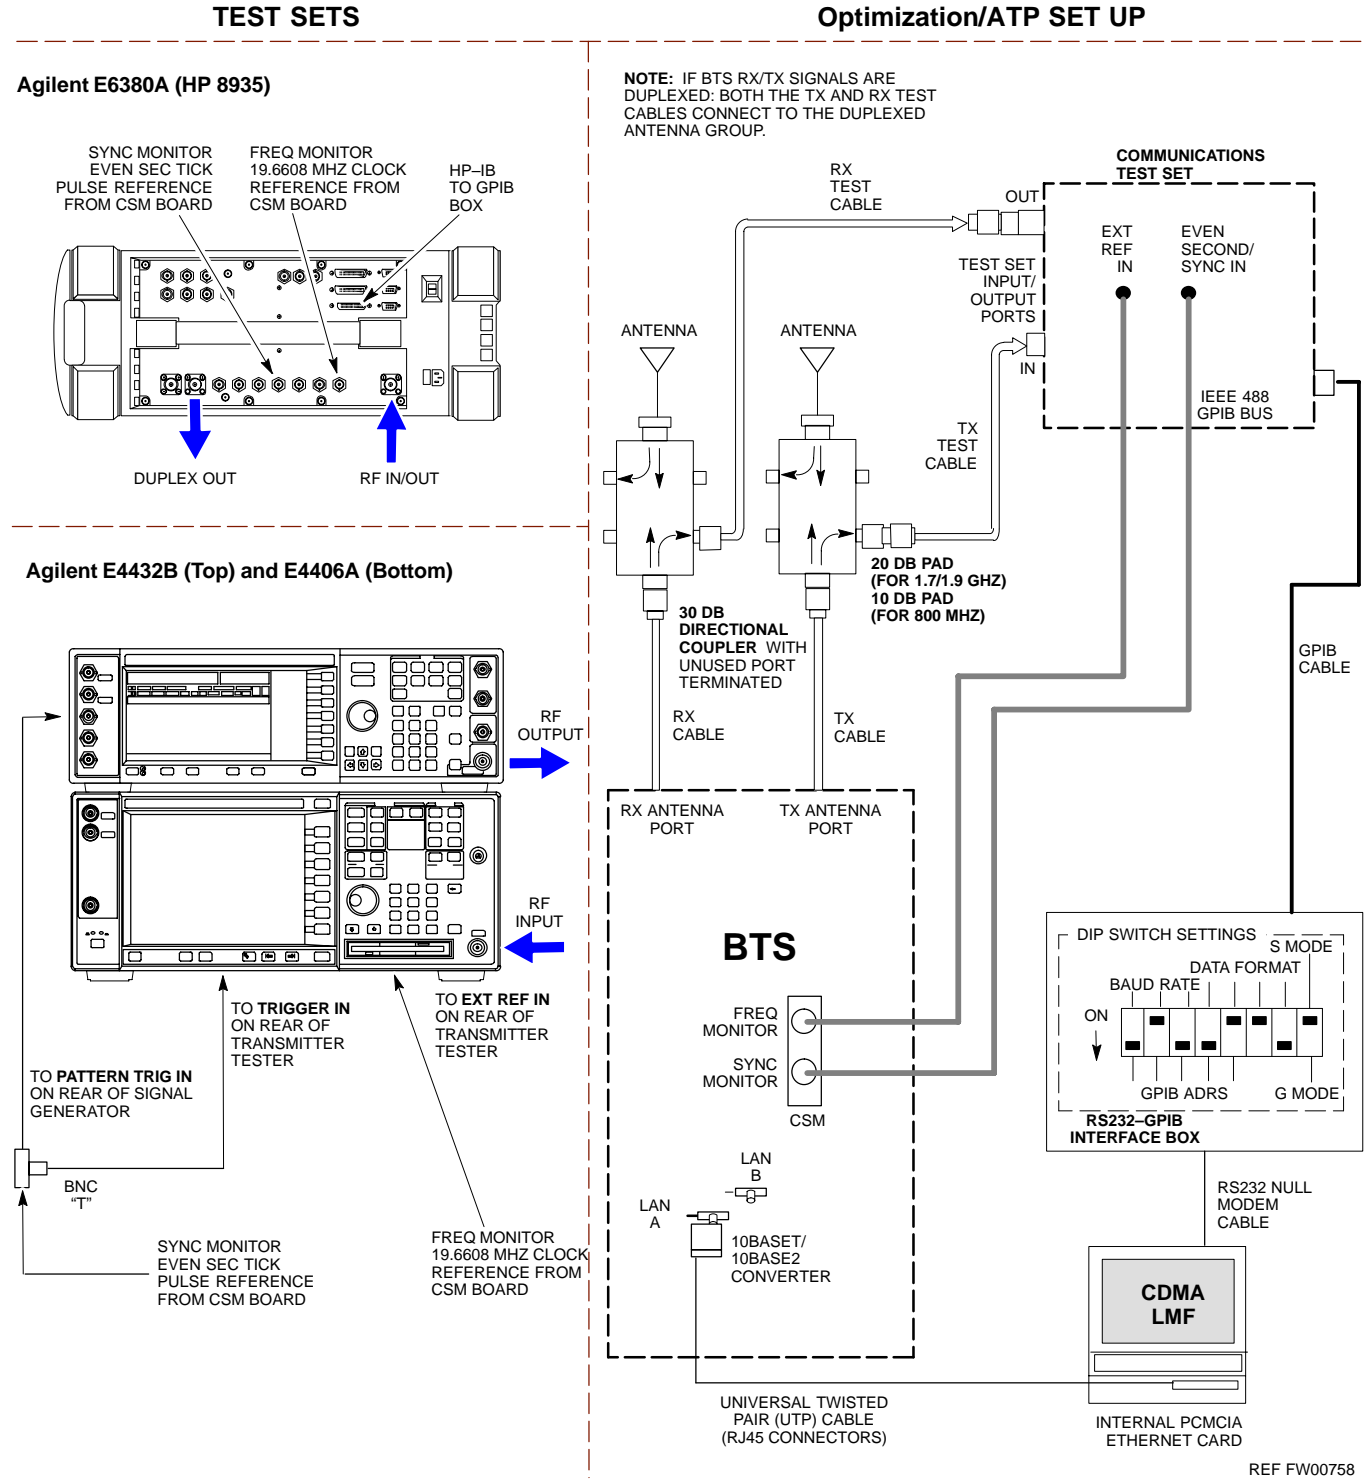 TEST SETS
Optimization/ATP SET UP
Agilent E6380A (HP 8935)
SYNC MONITOR
EVEN SEC TICK
PULSE REFERENCE
FROM CSM BOARD
FREQ MONITOR
19.6608 MHZ CLOCK
REFERENCE FROM
CSM BOARD
HP–IB
TO GPIB
BOX
DUPLEX OUT
RF IN/OUT
Agilent E4432B (Top) and E4406A (Bottom)
RF
OUTPUT
RF
INPUT
TO TRIGGER IN
ON REAR OF
TRANSMITTER
TESTER
TO EXT REF IN
ON REAR OF
TRANSMITTER
TESTER
TO PATTERN TRIG IN
ON REAR OF SIGNAL
GENERATOR
BNC
“T”
SYNC MONITOR
EVEN SEC TICK
PULSE REFERENCE
FROM CSM BOARD
FREQ MONITOR
19.6608 MHZ CLOCK
REFERENCE FROM
CSM BOARD
NOTE: IF BTS RX/TX SIGNALS ARE
DUPLEXED: BOTH THE TX AND RX TEST
CABLES CONNECT TO THE DUPLEXED
ANTENNA GROUP.
RX
TEST
CABLE
COMMUNICATIONS
TEST SET
OUT
EXT
REF
IN
EVEN
SECOND/
SYNC IN
TEST SET
INPUT/
OUTPUT
PORTS
IN
ANTENNA
ANTENNA
IEEE 488
GPIB BUS
TX
TEST
CABLE
20 DB PAD
(FOR 1.7/1.9 GHZ)
10 DB PAD
(FOR 800 MHZ)
30 DB
DIRECTIONAL
COUPLER WITH
UNUSED PORT
TERMINATED
GPIB
CABLE
RX
CABLE
TX
CABLE
RX ANTENNA
PORT
TX ANTENNA
PORT
BTS
FREQ
MONITOR
SYNC
MONITOR
CSM
LAN
B
LAN
A
10BASET/
10BASE2
CONVERTER
DIP SWITCH SETTINGS
S MODE
DATA FORMAT
BAUD RATE
ON
GPIB ADRS
G MODE
RS232–GPIB
INTERFACE BOX
RS232 NULL
MODEM
CABLE
CDMA
LMF
UNIVERSAL TWISTED
PAIR (UTP) CABLE
(RJ45 CONNECTORS)
INTERNAL PCMCIA
ETHERNET CARD
REF FW00758